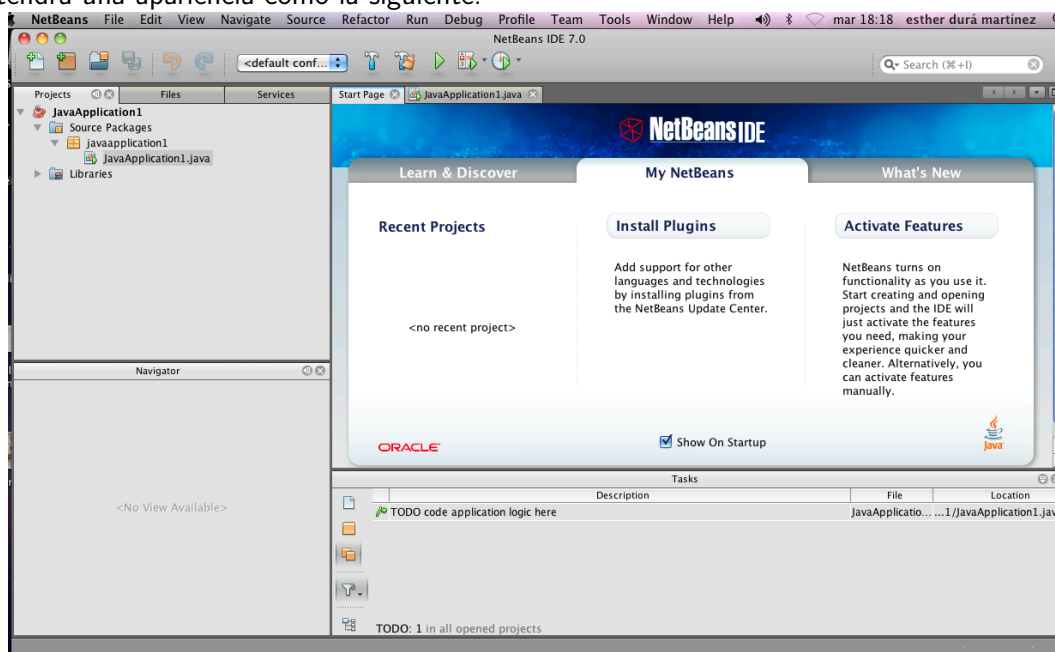 tendrá una apariencia como la siguiente.
NetBeans File Edit View Navigate Source Refactor Run Debug Profile Team Tools Window Help mar 18:18 esther durá martínez
NetBeans IDE 7.0
<default conf...
Search (⌘+I)
Projects Files Services
Start Page JavaApplication1.java
JavaApplication1
Source Packages
javaapplication1
JavaApplication1.java
Libraries
NetBeans IDE
Learn & Discover My NetBeans What's New
Recent Projects
<no recent project>
Install Plugins
Add support for other
languages and technologies
by installing plugins from
the NetBeans Update Center.
Activate Features
NetBeans turns on
functionality as you use it.
Start creating and opening
projects and the IDE will
just activate the features
you need, making your
experience quicker and
cleaner. Alternatively, you
can activate features
manually.
ORACLE
Show On Startup
Java
Navigator
<No View Available>
Tasks
Description File Location
TODO code application logic here JavaApplicatio... ...1/JavaApplication1.jav
TODO: 1 in all opened projects